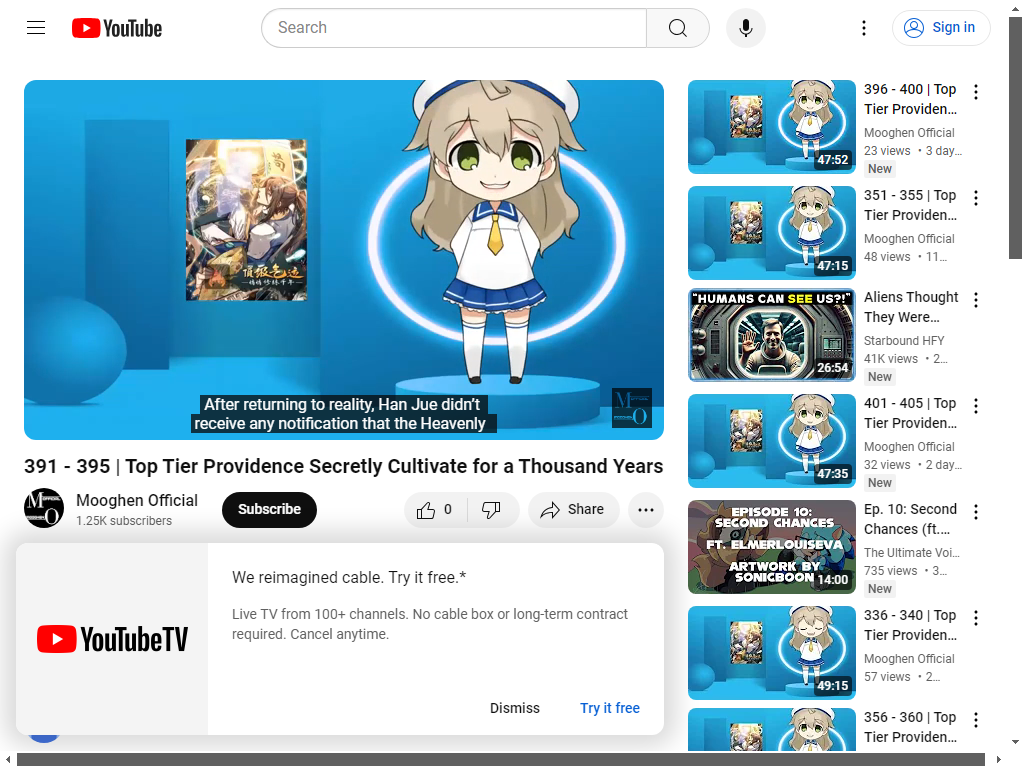 YouTube
Search
Sign in
After returning to reality, Han Jue didn't
receive any notification that the Heavenly
391 - 395 | Top Tier Providence Secretly Cultivate for a Thousand Years
Mooghen Official
1.25K subscribers
Subscribe
0
Share
We reimagined cable. Try it free.*
Live TV from 100+ channels. No cable box or long-term contract
required. Cancel anytime.
YouTubeTV
Dismiss
Try it free
396 - 400 | Top
Tier Providen...
Mooghen Official
23 views • 3 day...
New
47:52
351 - 355 | Top
Tier Providen...
Mooghen Official
48 views • 11...
47:15
"HUMANS CAN SEE US?!"
26:54
Aliens Thought
They Were...
Starbound HFY
41K views • 2...
New
401 - 405 | Top
Tier Providen...
Mooghen Official
32 views • 2 day...
New
47:35
EPISODE 10:
SECOND CHANCES
FT. ELMERLOUISEVA
ARTWORK BY
SONICBOON
14:00
Ep. 10: Second
Chances (ft....
The Ultimate Voi...
735 views • 3...
New
336 - 340 | Top
Tier Providen...
Mooghen Official
57 views • 2...
49:15
356 - 360 | Top
Tier Providen...